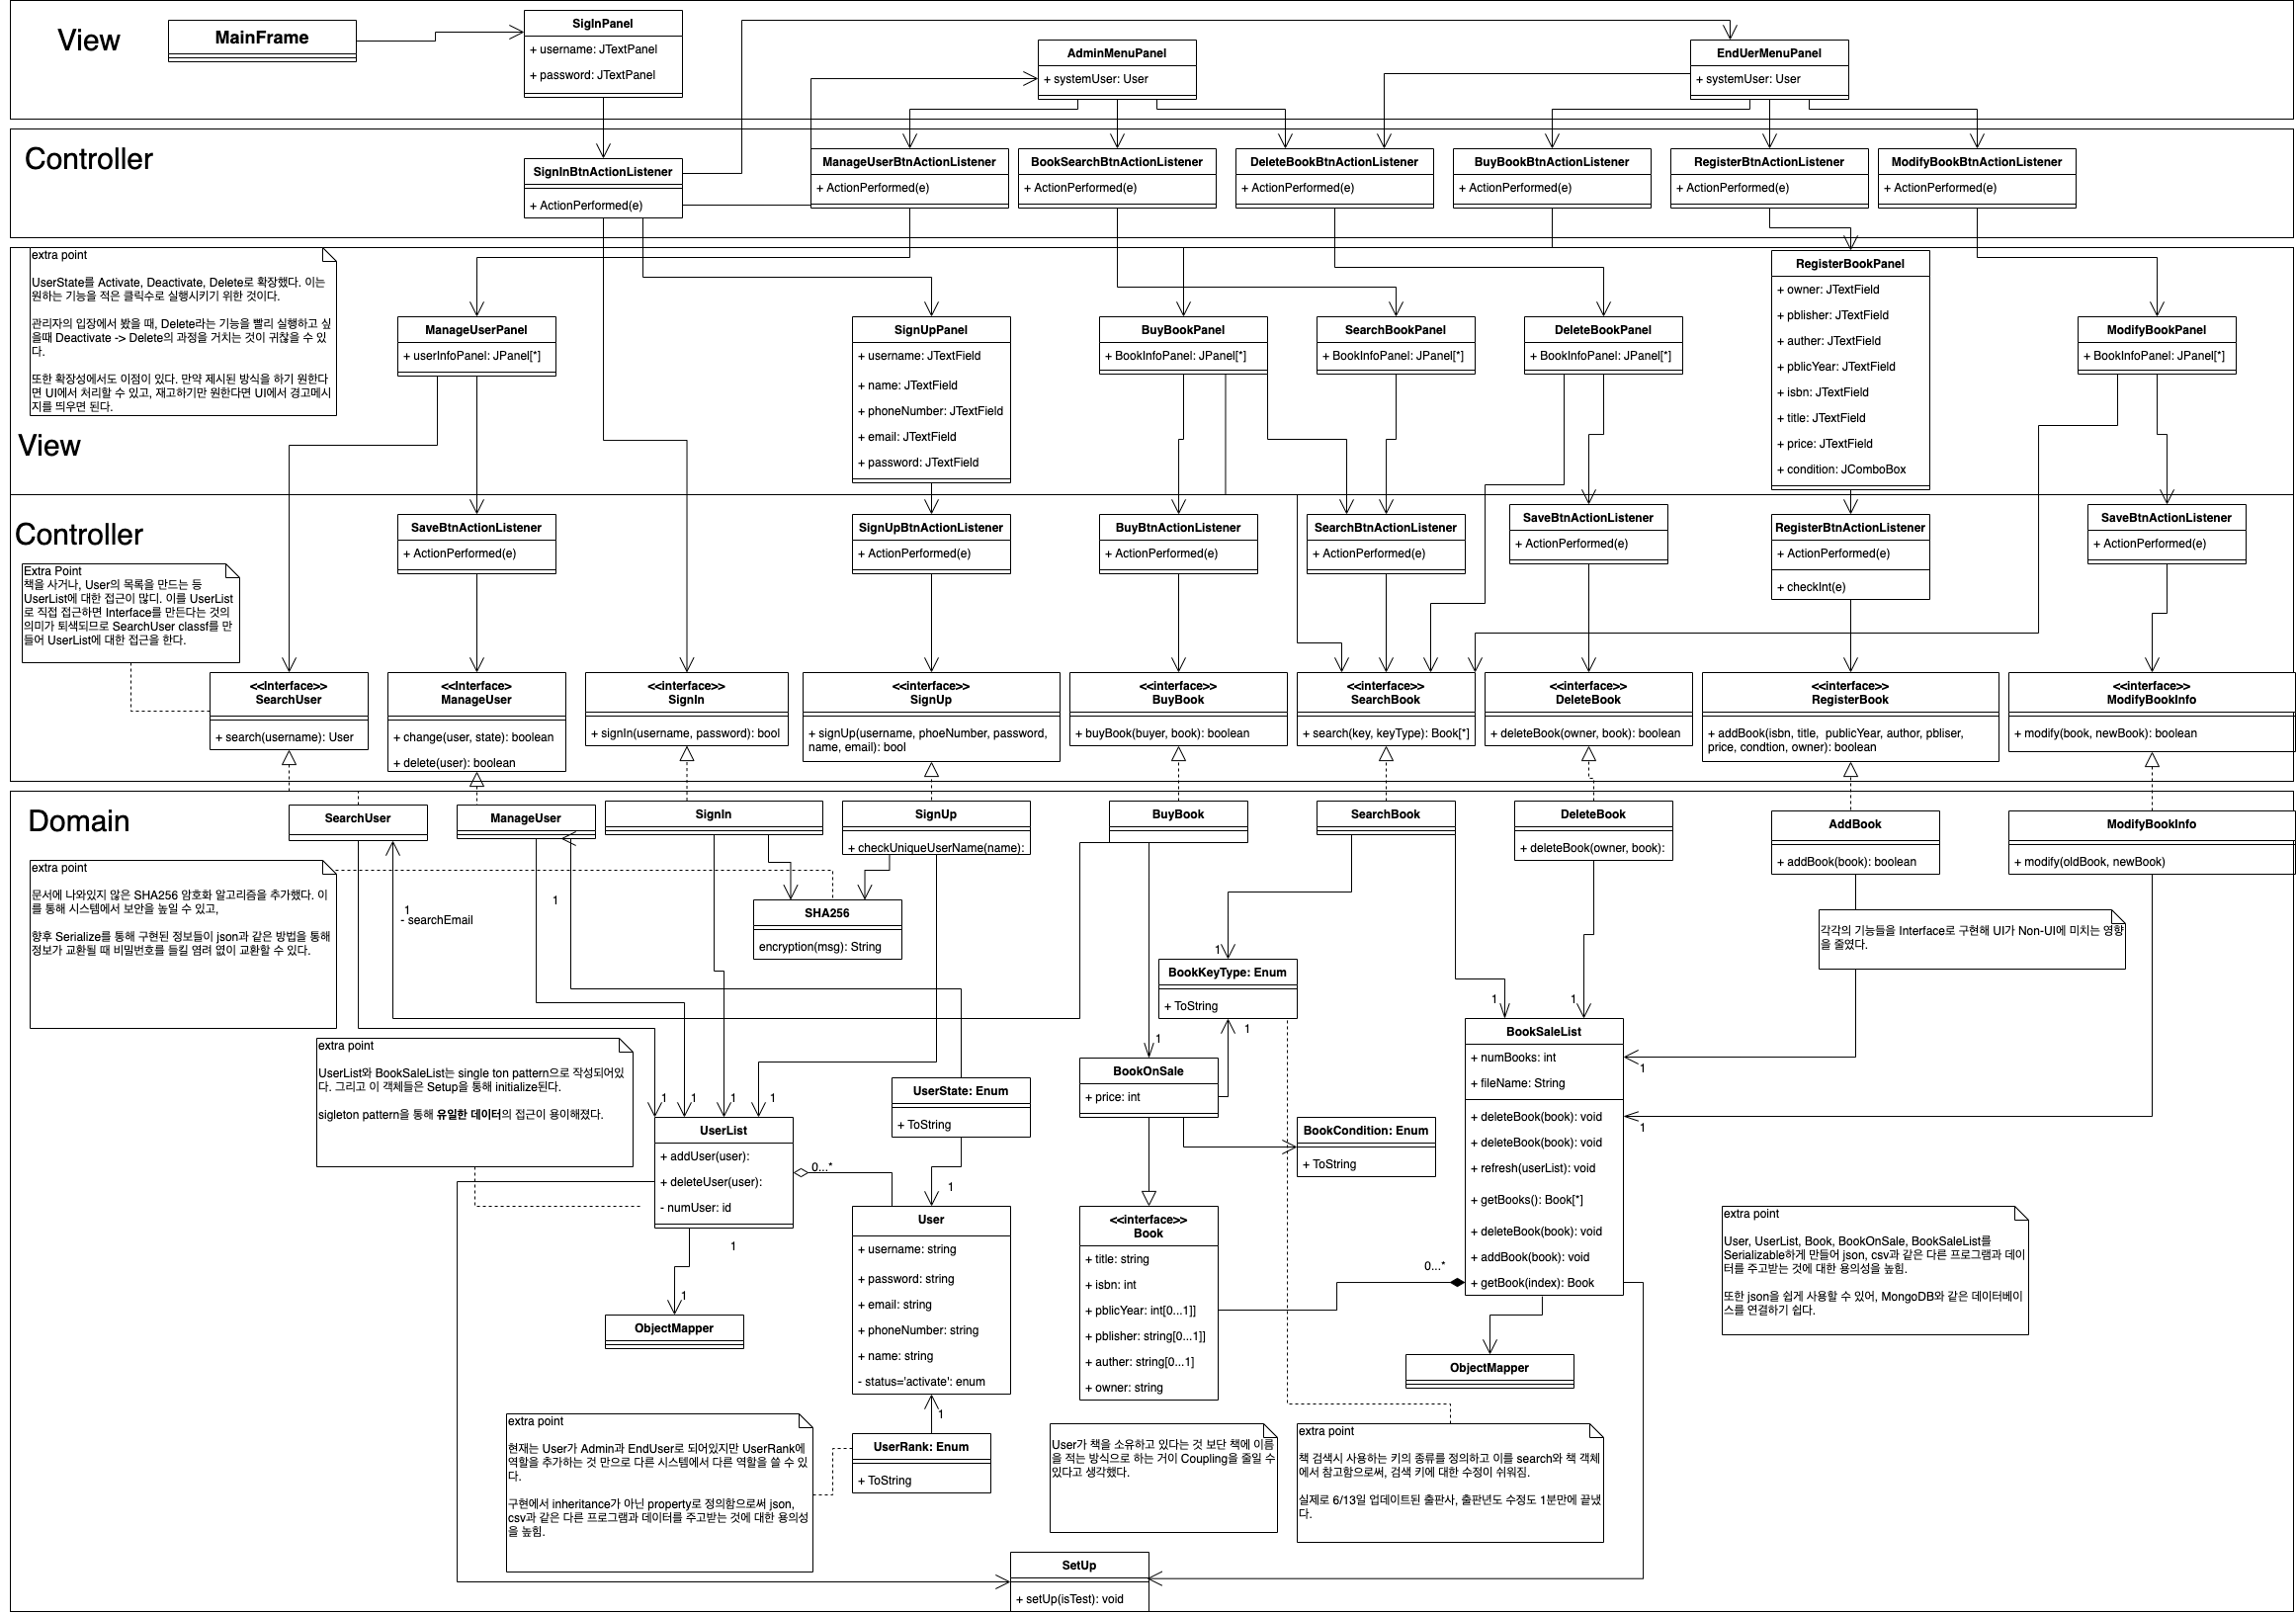 View
MainFrame
SigInPanel
+ username: JTextPanel
+ password: JTextPanel
AdminMenuPanel
+ systemUser: User
EndUerMenuPanel
+ systemUser: User
Controller
SignInBtnActionListener
+ ActionPerformed(e)
ManageUserBtnActionListener
+ ActionPerformed(e)
BookSearchBtnActionListener
+ ActionPerformed(e)
DeleteBookBtnActionListener
+ ActionPerformed(e)
BuyBookBtnActionListener
+ ActionPerformed(e)
RegisterBtnActionListener
+ ActionPerformed(e)
ModifyBookBtnActionListener
+ ActionPerformed(e)
extra point
UserState를 Activate, Deactivate, Delete로 확장했다. 이는
원하는 기능을 적은 클릭수로 실행시키기 위한 것이다.
관리자의 입장에서 봤을 때, Delete라는 기능을 빨리 실행하고 싶
을때 Deactivate -> Delete의 과정을 거치는 것이 귀찮을 수 있
다.
또한 확장성에서도 이점이 있다. 만약 제시된 방식을 하기 원한다
면 UI에서 처리할 수 있고, 재고하기만 원한다면 UI에서 경고메시
지를 띄우면 된다.
View
ManageUserPanel
+ userInfoPanel: JPanel[*]
SignUpPanel
+ username: JTextField
+ name: JTextField
+ phoneNumber: JTextField
+ email: JTextField
+ password: JTextField
BuyBookPanel
+ BookInfoPanel: JPanel[*]
SearchBookPanel
+ BookInfoPanel: JPanel[*]
DeleteBookPanel
+ BookInfoPanel: JPanel[*]
RegisterBookPanel
+ owner: JTextField
+ pblisher: JTextField
+ auther: JTextField
+ pblicYear: JTextField
+ isbn: JTextField
+ title: JTextField
+ price: JTextField
+ condition: JComboBox
ModifyBookPanel
+ BookInfoPanel: JPanel[*]
Controller
Extra Point
책을 사거나, User의 목록을 만드는 등
UserList에 대한 접근이 많디. 이를 UserList
로 직접 접근하면 Interface를 만든다는 것의
의미가 퇴색되므로 SearchUser classf를 만
들어 UserList에 대한 접근을 한다.
SaveBtnActionListener
+ ActionPerformed(e)
SignUpBtnActionListener
+ ActionPerformed(e)
BuyBtnActionListener
+ ActionPerformed(e)
SearchBtnActionListener
+ ActionPerformed(e)
SaveBtnActionListener
+ ActionPerformed(e)
RegisterBtnActionListener
+ ActionPerformed(e)
+ checkInt(e)
SaveBtnActionListener
+ ActionPerformed(e)
<<Interface>>
SearchUser
+ search(username): User
<<Interface>
ManageUser
+ change(user, state): boolean
+ delete(user): boolean
<<interface>>
SignIn
+ signIn(username, password): bool
<<interface>>
SignUp
+ signUp(username, phoeNumber, password,
name, email): bool
<<interface>>
BuyBook
+ buyBook(buyer, book): boolean
<<interface>>
SearchBook
+ search(key, keyType): Book[*]
<<interface>>
DeleteBook
+ deleteBook(owner, book): boolean
<<interface>>
RegisterBook
+ addBook(isbn, title,  publicYear, author, pbliser,
price, condtion, owner): boolean
<<interface>>
ModifyBookInfo
+ modify(book, newBook): boolean
Domain
SearchUser
ManageUser
SignIn
SignUp
+ checkUniqueUserName(name):
BuyBook
SearchBook
DeleteBook
+ deleteBook(owner, book):
AddBook
+ addBook(book): boolean
ModifyBookInfo
+ modify(oldBook, newBook)
extra point
문서에 나와있지 않은 SHA256 암호화 알고리즘을 추가했다. 이
를 통해 시스템에서 보안을 높일 수 있고,
향후 Serialize를 통해 구현된 정보들이 json과 같은 방법을 통해
정보가 교환될 때 비밀번호를 들킬 염려 없이 교환할 수 있다.
1
- searchEmail
1
SHA256
encryption(msg): String
각각의 기능들을 Interface로 구현해 UI가 Non-UI에 미치는 영향
을 줄였다.
1
BookKeyType: Enum
+ ToString
1
1
1
1
extra point
UserList와 BookSaleList는 single ton pattern으로 작성되어있
다. 그리고 이 객체들은 Setup을 통해 initialize된다.
sigleton pattern을 통해 유일한 데이터의 접근이 용이해졌다.
1
1
1
1
UserList
+ addUser(user):
+ deleteUser(user):
- numUser: id
0...*
UserState: Enum
+ ToString
1
BookOnSale
+ price: int
BookCondition: Enum
+ ToString
BookSaleList
+ numBooks: int
+ fileName: String
+ deleteBook(book): void
+ deleteBook(book): void
+ refresh(userList): void
+ getBooks(): Book[*]
+ deleteBook(book): void
+ addBook(book): void
+ getBook(index): Book
1
1
0...*
1
1
ObjectMapper
User
+ username: string
+ password: string
+ email: string
+ phoneNumber: string
+ name: string
- status='activate': enum
1
<<interface>>
Book
+ title: string
+ isbn: int
+ pblicYear: int[0...1]]
+ pblisher: string[0...1]]
+ auther: string[0...1]
+ owner: string
ObjectMapper
extra point
User, UserList, Book, BookOnSale, BookSaleList를
Serializable하게 만들어 json, csv과 같은 다른 프로그램과 데이
터를 주고받는 것에 대한 용의성을 높힘.
또한 json을 쉽게 사용할 수 있어, MongoDB와 같은 데이터베이
스를 연결하기 쉽다.
extra point
현재는 User가 Admin과 EndUser로 되어있지만 UserRank에
역할을 추가하는 것 만으로 다른 시스템에서 다른 역할을 쓸 수 있
다.
구현에서 inheritance가 아닌 property로 정의함으로써 json,
csv과 같은 다른 프로그램과 데이터를 주고받는 것에 대한 용의성
을 높힘.
UserRank: Enum
+ ToString
User가 책을 소유하고 있다는 것 보단 책에 이름
을 적는 방식으로 하는 거이 Coupling을 줄일 수
있다고 생각했다.
extra point
책 검색시 사용하는 키의 종류를 정의하고 이를 search와 책 객체
에서 참고함으로써, 검색 키에 대한 수정이 쉬워짐.
실제로 6/13일 업데이트된 출판사, 출판년도 수정도 1분만에 끝냈
다.
SetUp
+ setUp(isTest): void